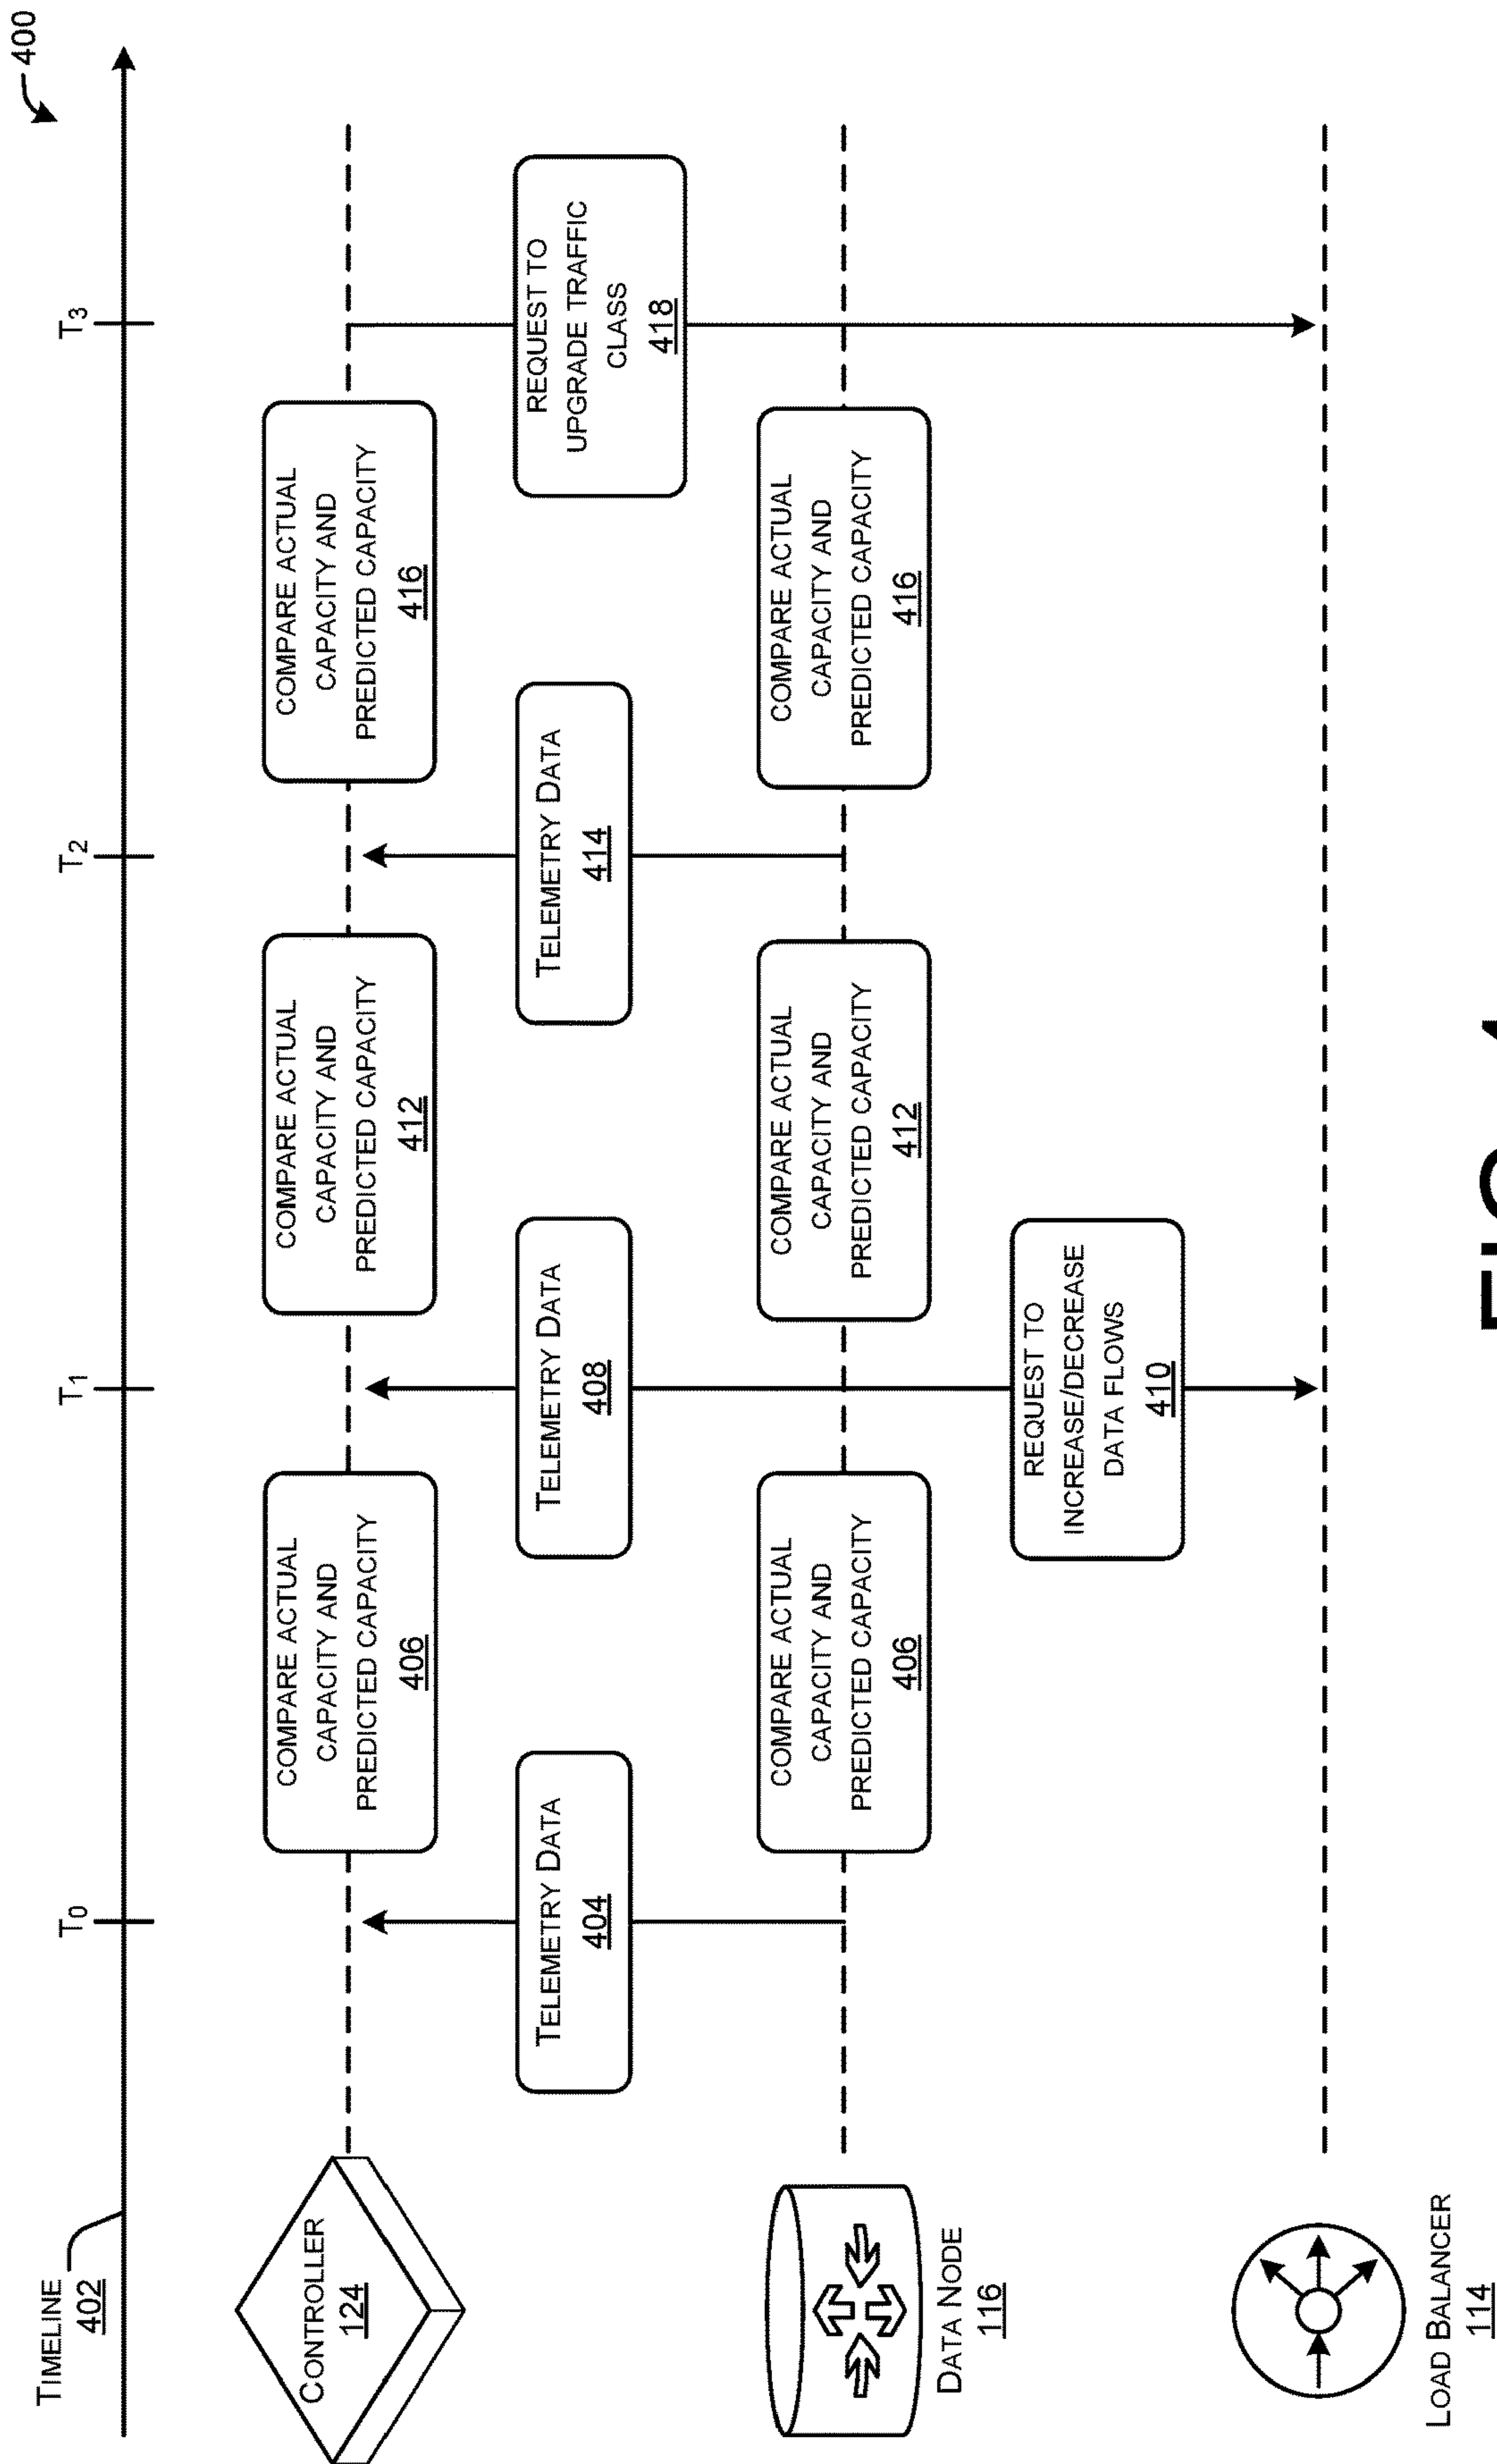 400
T0
T1
T2
T3
TIMELINE
402
CONTROLLER
124
COMPARE ACTUAL
CAPACITY AND
PREDICTED CAPACITY
406
COMPARE ACTUAL
CAPACITY AND
PREDICTED CAPACITY
412
COMPARE ACTUAL
CAPACITY AND
PREDICTED CAPACITY
416
TELEMETRY DATA
404
TELEMETRY DATA
408
TELEMETRY DATA
414
REQUEST TO
UPGRADE TRAFFIC
CLASS
418
DATA NODE
116
COMPARE ACTUAL
CAPACITY AND
PREDICTED CAPACITY
406
COMPARE ACTUAL
CAPACITY AND
PREDICTED CAPACITY
412
COMPARE ACTUAL
CAPACITY AND
PREDICTED CAPACITY
416
REQUEST TO
INCREASE/DECREASE
DATA FLOWS
410
LOAD BALANCER
114